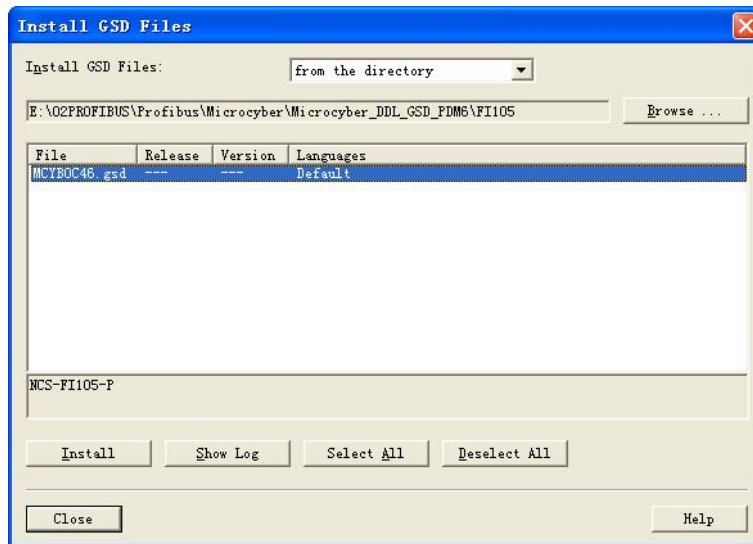 Install GSD Files
Install GSD Files: from the directory
E:\02PROFIBUS\Profibus\Microcyber\Microcyber_DDL_GSD_PDM6\FI105 Browse ...
File Release Version Languages
MCYB0C46.gsd --- --- Default
NCS-FI105-P
Install Show Log Select All Deselect All
Close Help